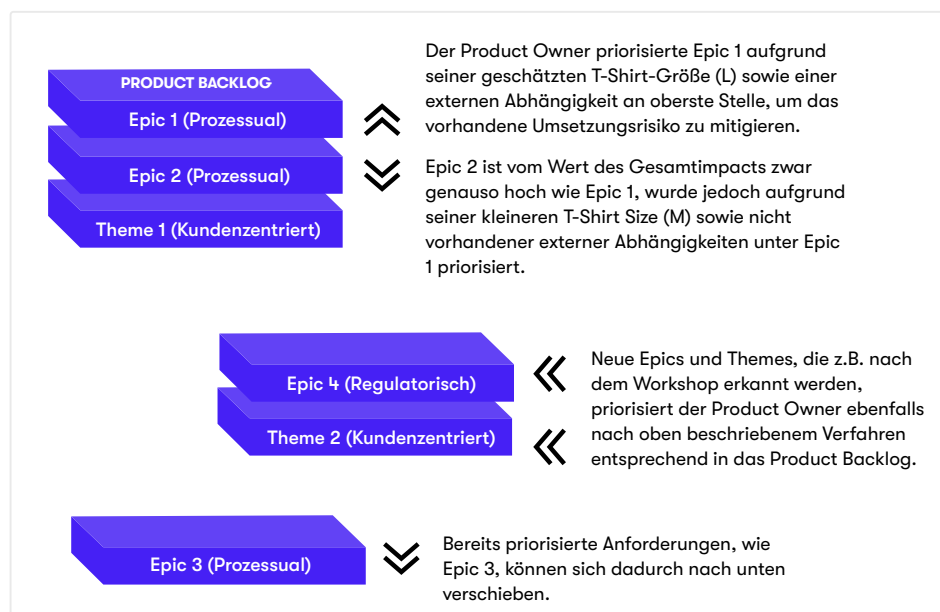 PRODUCT BACKLOG
Epic 1 (Prozessual)
Epic 2 (Prozessual)
Theme 1 (Kundenzentriert)
Der Product Owner priorisierte Epic 1 aufgrund
seiner geschätzten T-Shirt-Größe (L) sowie einer
externen Abhängigkeit an oberste Stelle, um das
vorhandene Umsetzungsrisiko zu mitigieren.
Epic 2 ist vom Wert des Gesamtimpacts zwar
genauso hoch wie Epic 1, wurde jedoch aufgrund
seiner kleineren T-Shirt Size (M) sowie nicht
vorhandener externer Abhängigkeiten unter Epic
1 priorisiert.
Epic 4 (Regulatorisch)
Theme 2 (Kundenzentriert)
Neue Epics und Themes, die z.B. nach
dem Workshop erkannt werden,
priorisiert der Product Owner ebenfalls
nach oben beschriebenem Verfahren
entsprechend in das Product Backlog.
Epic 3 (Prozessual)
Bereits priorisierte Anforderungen, wie
Epic 3, können sich dadurch nach unten
verschieben.